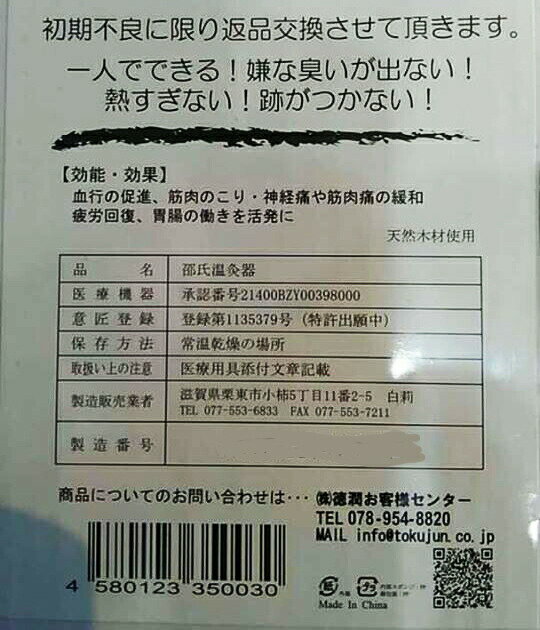 初期不良に限り返品交換させて頂きます。
一人でできる！嫌な臭いが出ない！
熱すぎない！跡がつかない！
【効能・効果】
血行の促進、筋肉のこり・神経痛や筋肉痛の緩和
疲労回復、胃腸の働きを活発に
天然木材使用
品 名 邵氏温灸器
医療機器 承認番号21400BZY00398000
意匠登録 登録第1135379号（特許出願中）
保存方法 常温乾燥の場所
取扱い上の注意 医療用具添付文章記載
製造販売業者 滋賀県栗東市小柿5丁目11番2-5 白莉
TEL 077-553-6833 FAX 077-553-7211
製造番号
商品についてのお問い合わせは・・・ ㈱徳潤お客様センター
TEL 078-954-8820
MAIL info@tokujun.co.jp
4 580123 350030
Made In China